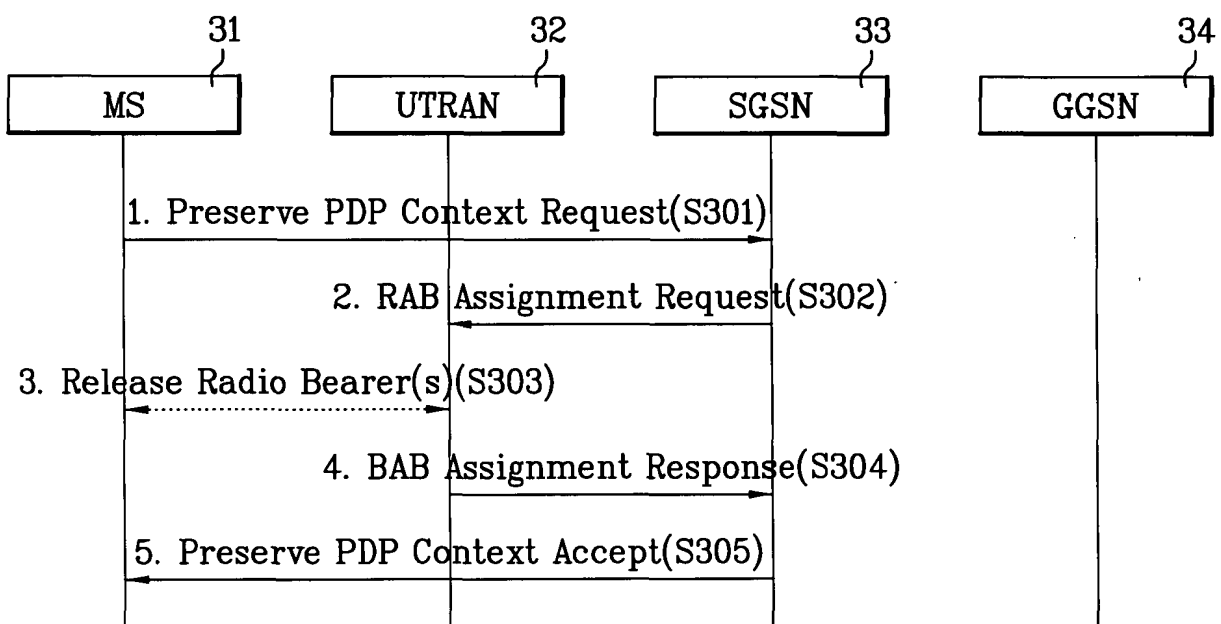 31 32 33 34
MS UTRAN SGSN GGSN
1. Preserve PDP Context Request(S301)
2. RAB Assignment Request(S302)
3. Release Radio Bearer(s)(S303)
4. BAB Assignment Response(S304)
5. Preserve PDP Context Accept(S305)